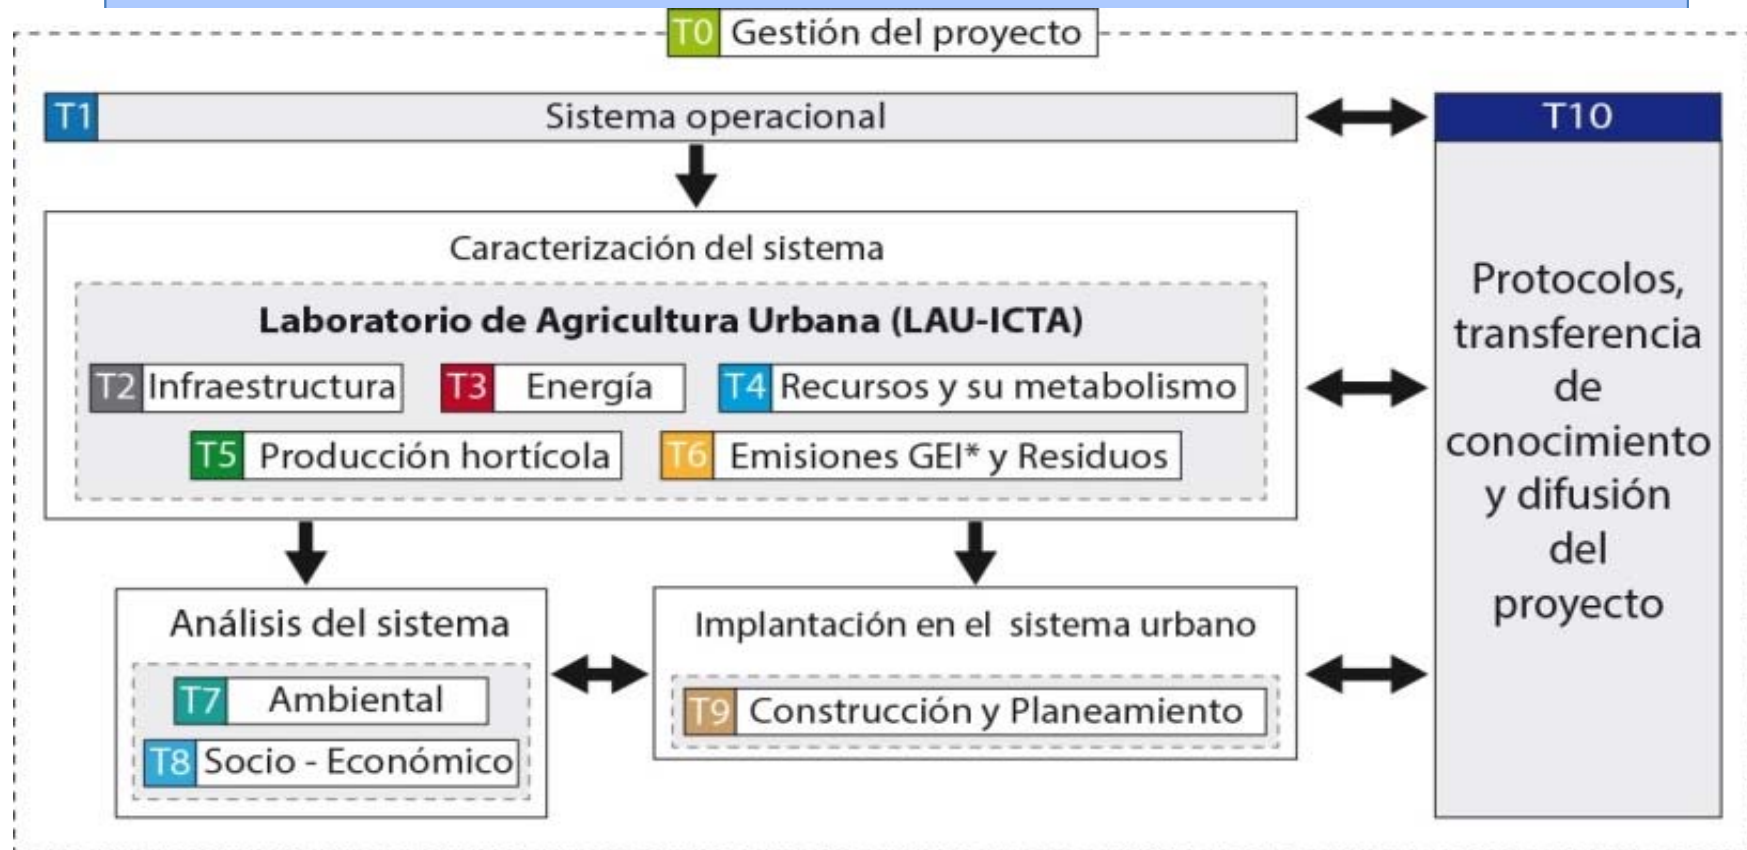 T0 Gestión del proyecto
T1 Sistema operacional
T10
Caracterización del sistema
Laboratorio de Agricultura Urbana (LAU-ICTA)
T2 Infraestructura
T3 Energía
T4 Recursos y su metabolismo
T5 Producción hortícola
T6 Emisiones GEI* y Residuos
Análisis del sistema
T7 Ambiental
T8 Socio - Económico
Implantación en el sistema urbano
T9 Construcción y Planeamiento
Protocolos,
transferencia
de
conocimiento
y difusión
del
proyecto